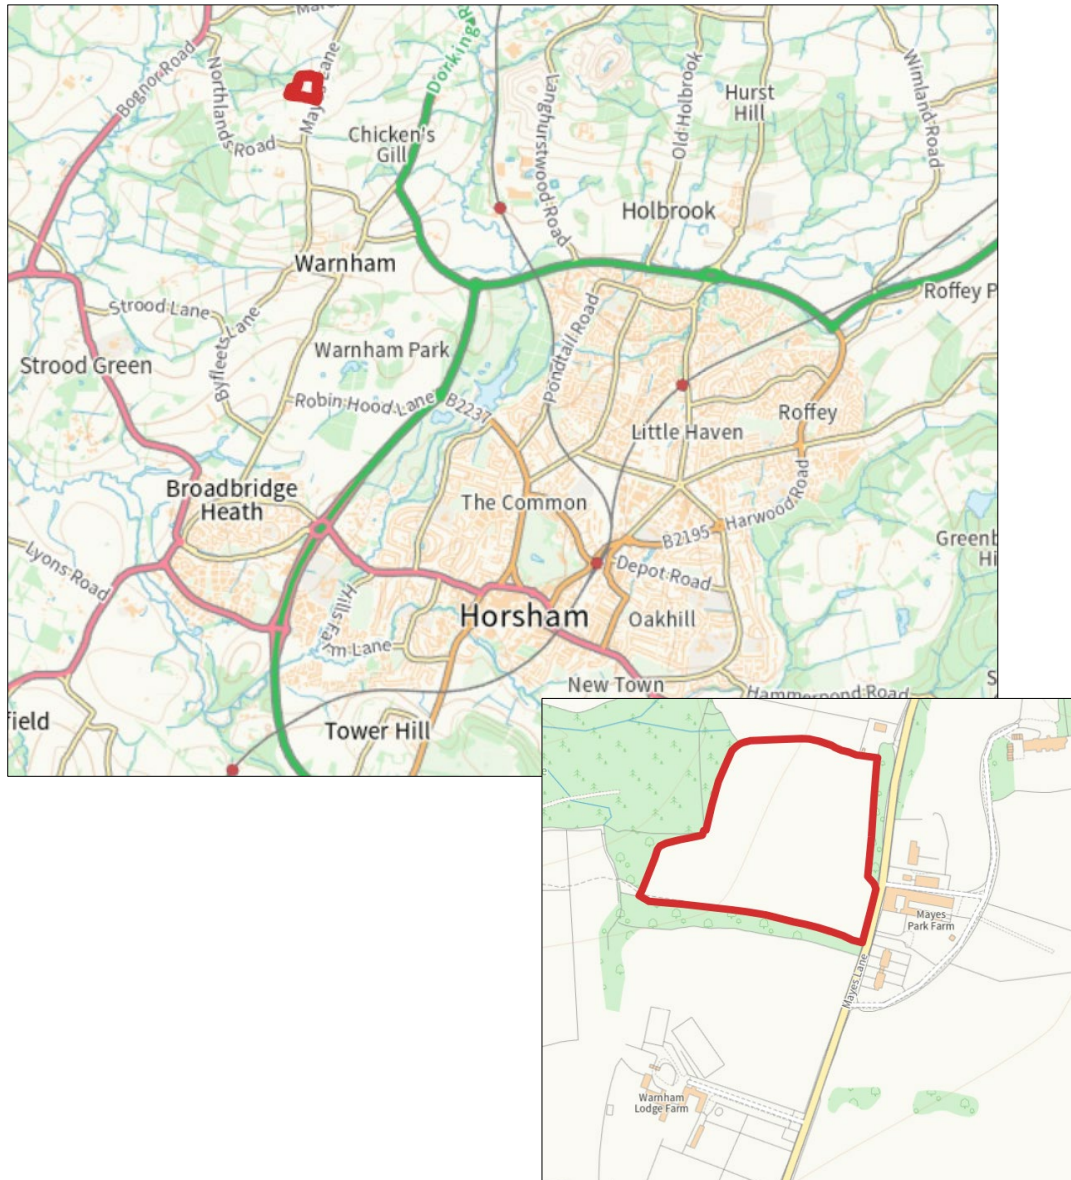 Bognor Road
Northlands Road
Mayes Lane
Dorking R
Chicken's
Gill
Langhurstwood Road
Old Holbrook
Hurst
Hill
Wimland Road
Holbrook
Warnham
Strood Lane
Byfleets Lane
Strood Green
Warnham Park
Robin Hood Lane
B2237
Pondtail Road
Roffey P
Roffey
Little Haven
Broadbridge
Heath
The Common
B2195
Harwood Road
Greenb
Hi
Lyons Road
Depot Road
Hills Farm Lane
Horsham
Oakhill
New Town
Hammerpond Road
S
field
Tower Hill
Mayes
Park Farm
Mayes Lane
Warnham
Lodge Farm